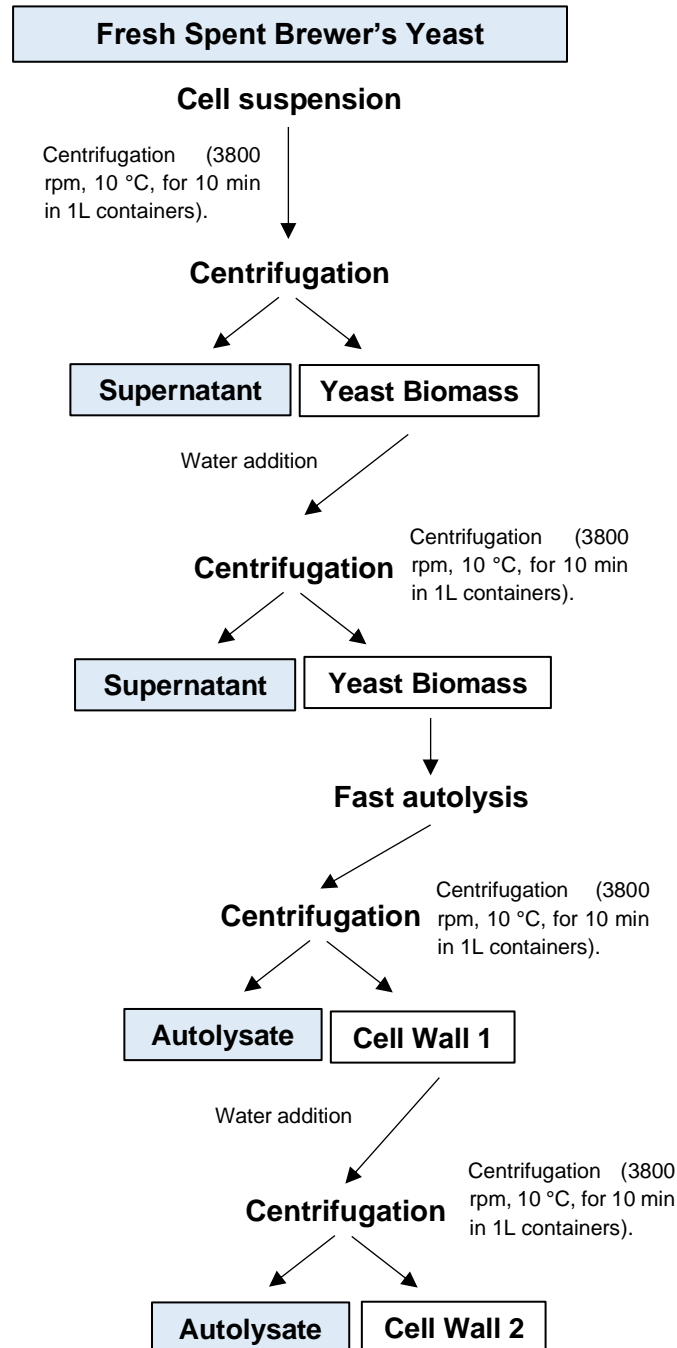 Fresh Spent Brewer's Yeast
Cell suspension
Centrifugation (3800
rpm, 10 °C, for 10 min
in 1L containers).
Centrifugation
Supernatant
Yeast Biomass
Water addition
Centrifugation (3800
rpm, 10 °C, for 10 min
in 1L containers).
Centrifugation
Supernatant
Yeast Biomass
Fast autolysis
Centrifugation (3800
rpm, 10 °C, for 10 min
in 1L containers).
Centrifugation
Autolysate
Cell Wall 1
Water addition
Centrifugation (3800
rpm, 10 °C, for 10 min
in 1L containers).
Centrifugation
Autolysate
Cell Wall 2